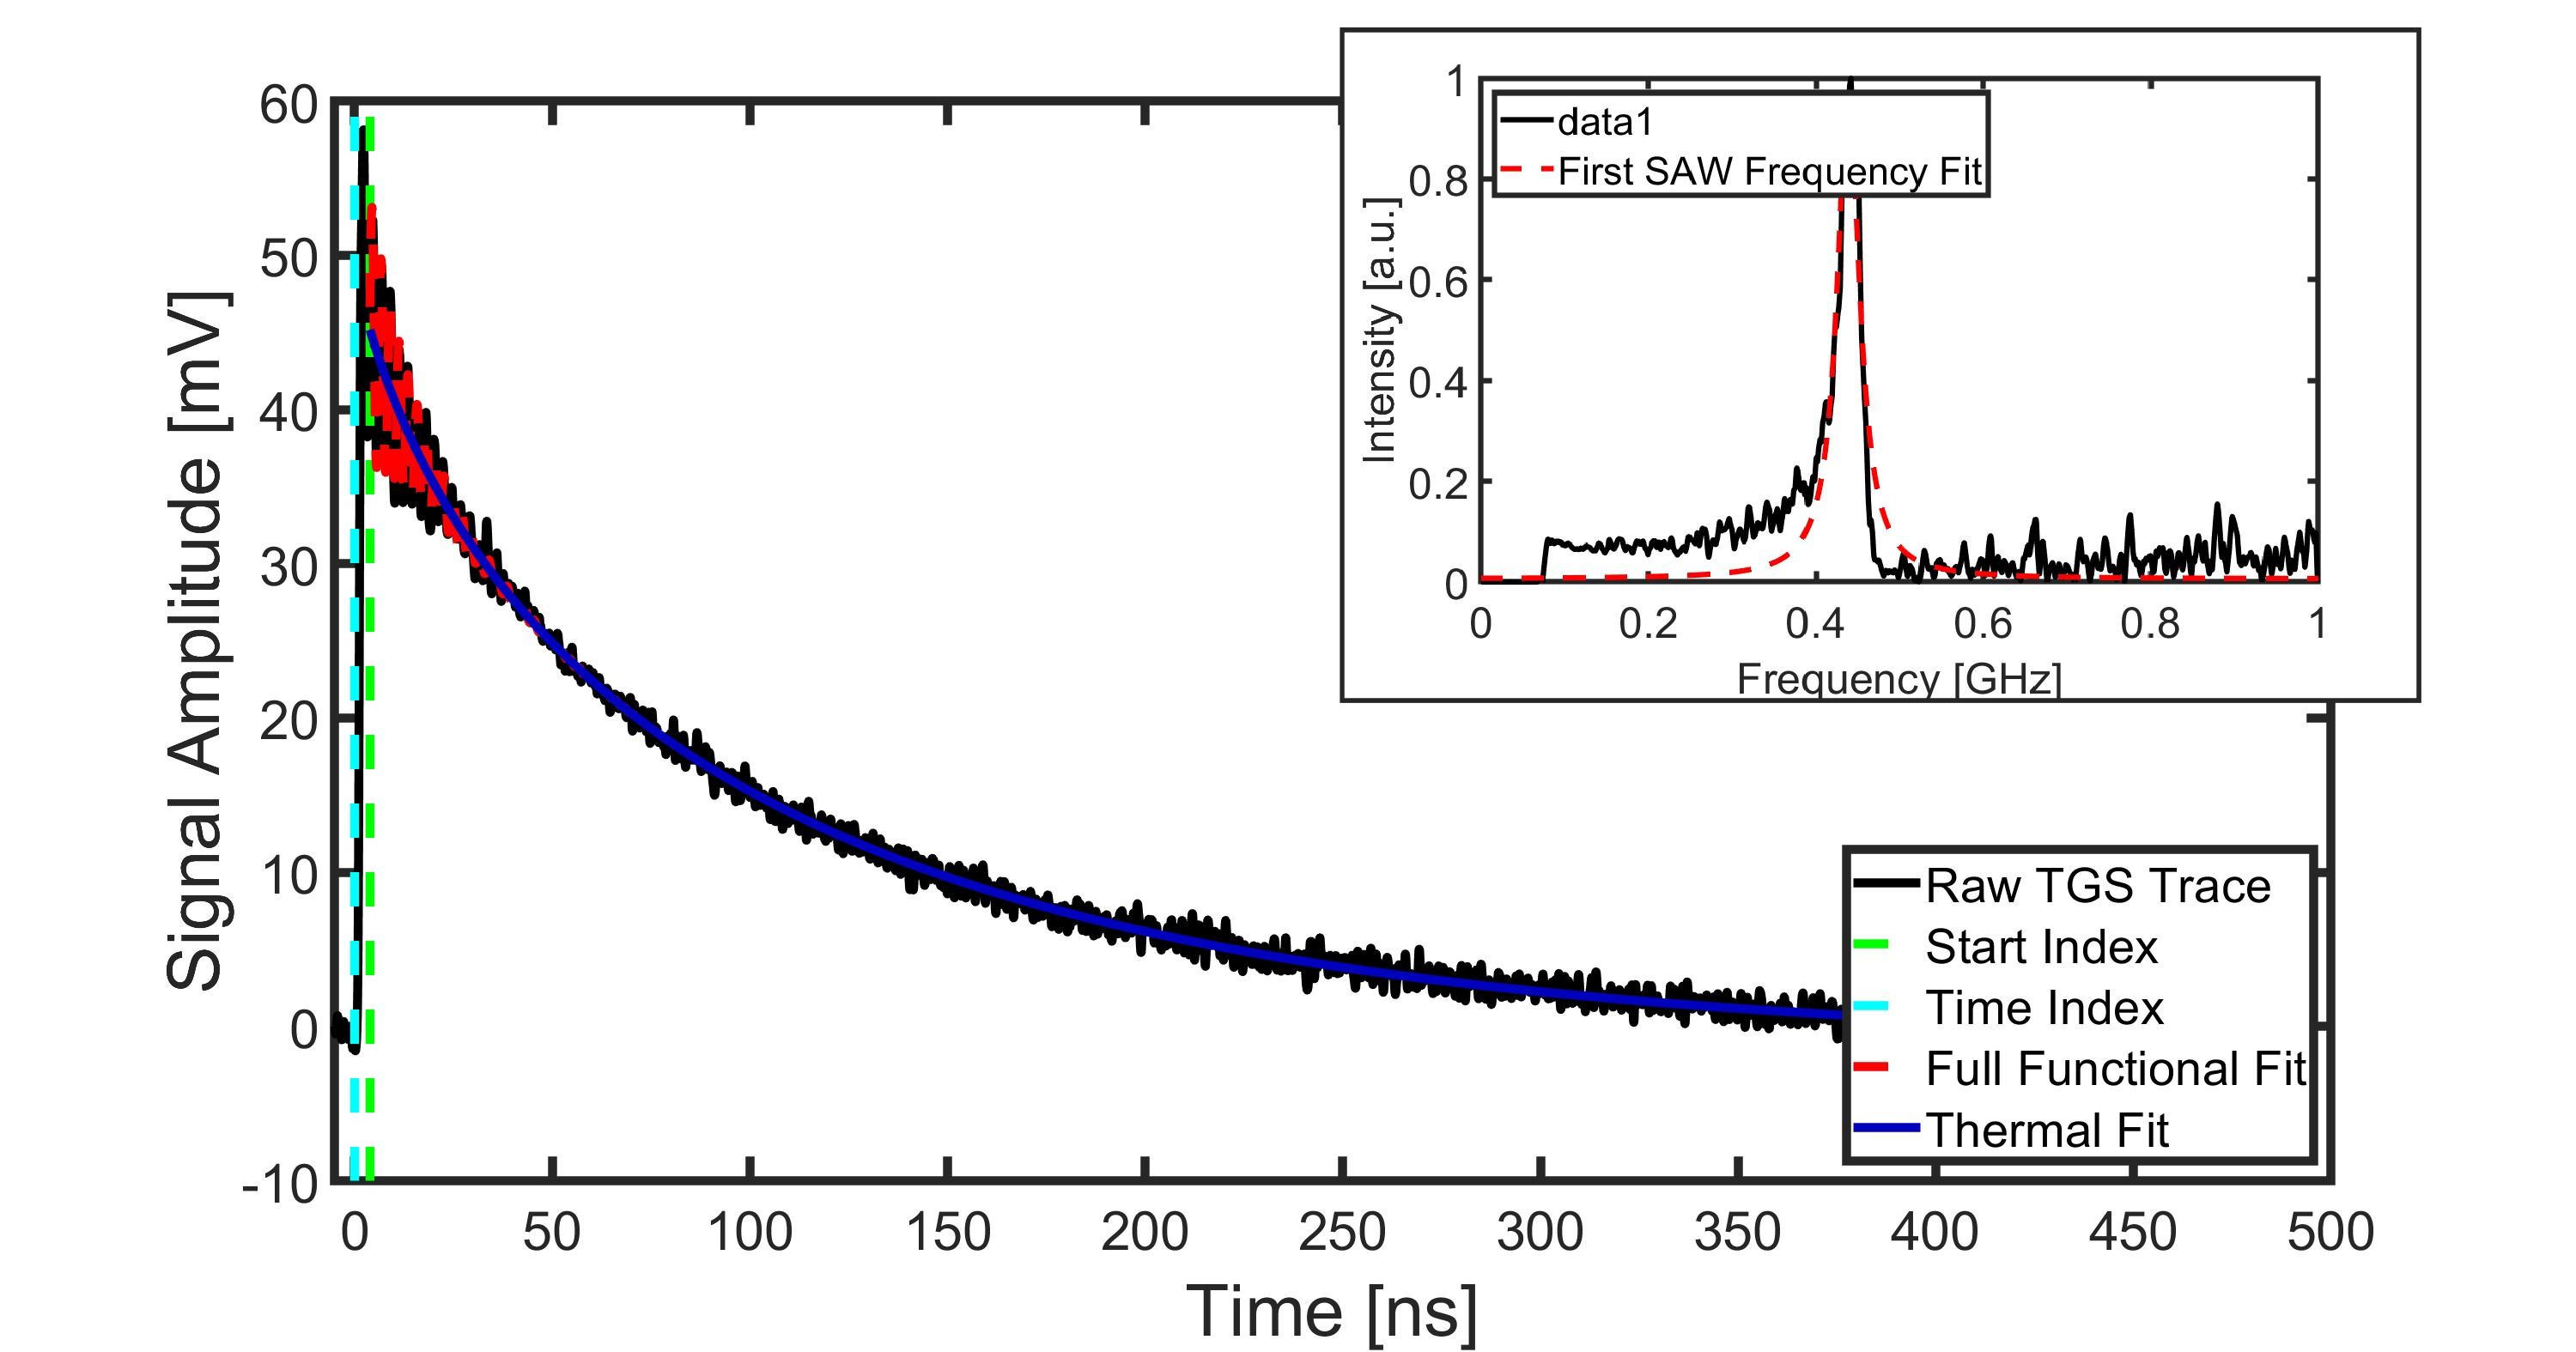 60
50
40
30
20
10
0
-10
Signal Amplitude [mV]
0 50 100 150 200 250 300 350 400 450 500
Time [ns]
1
0.8
0.6
0.4
0.2
0
Intensity [a.u.]
data1
First SAW Frequency Fit
0 0.2 0.4 0.6 0.8 1
Frequency [GHz]
Raw TGS Trace
Start Index
Time Index
Full Functional Fit
Thermal Fit